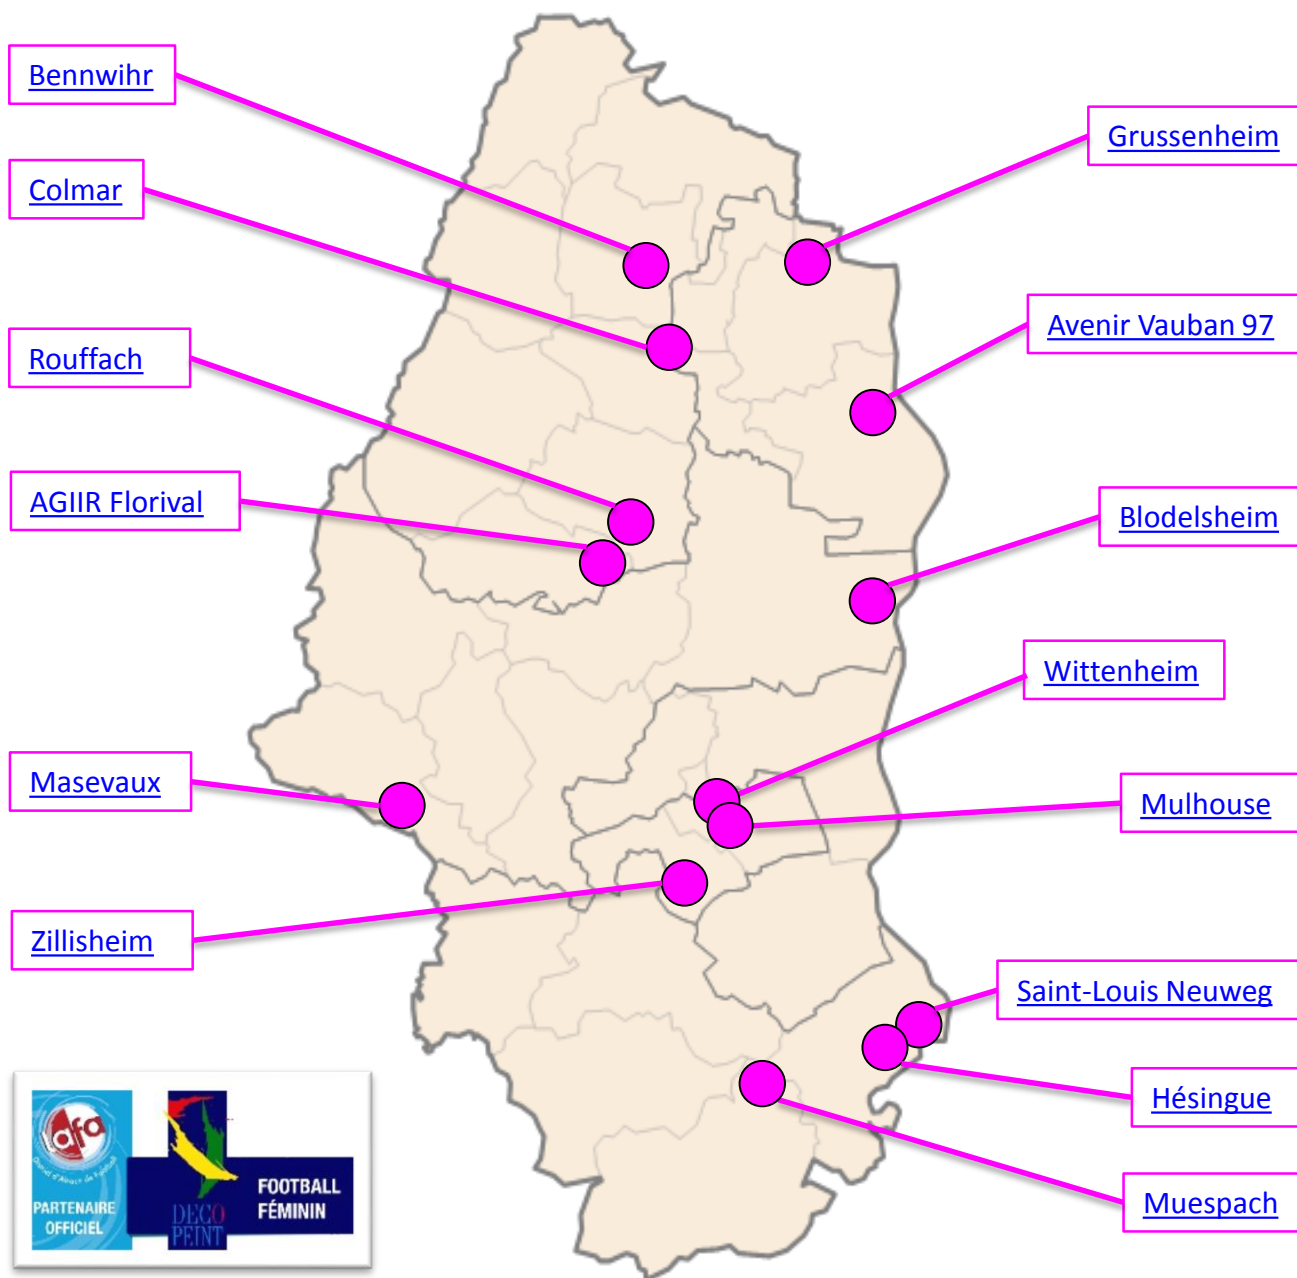 Bennwihr
Grussenheim
Colmar
Avenir Vauban 97
Rouffach
AGIIR Florival
Blodelsheim
Wittenheim
Masevaux
Mulhouse
Zillisheim
Saint-Louis Neuweg
Hésingue
Muespach
lafa
PARTENAIRE
OFFICIEL
DECO
PEINT
FOOTBALL
FÉMININ